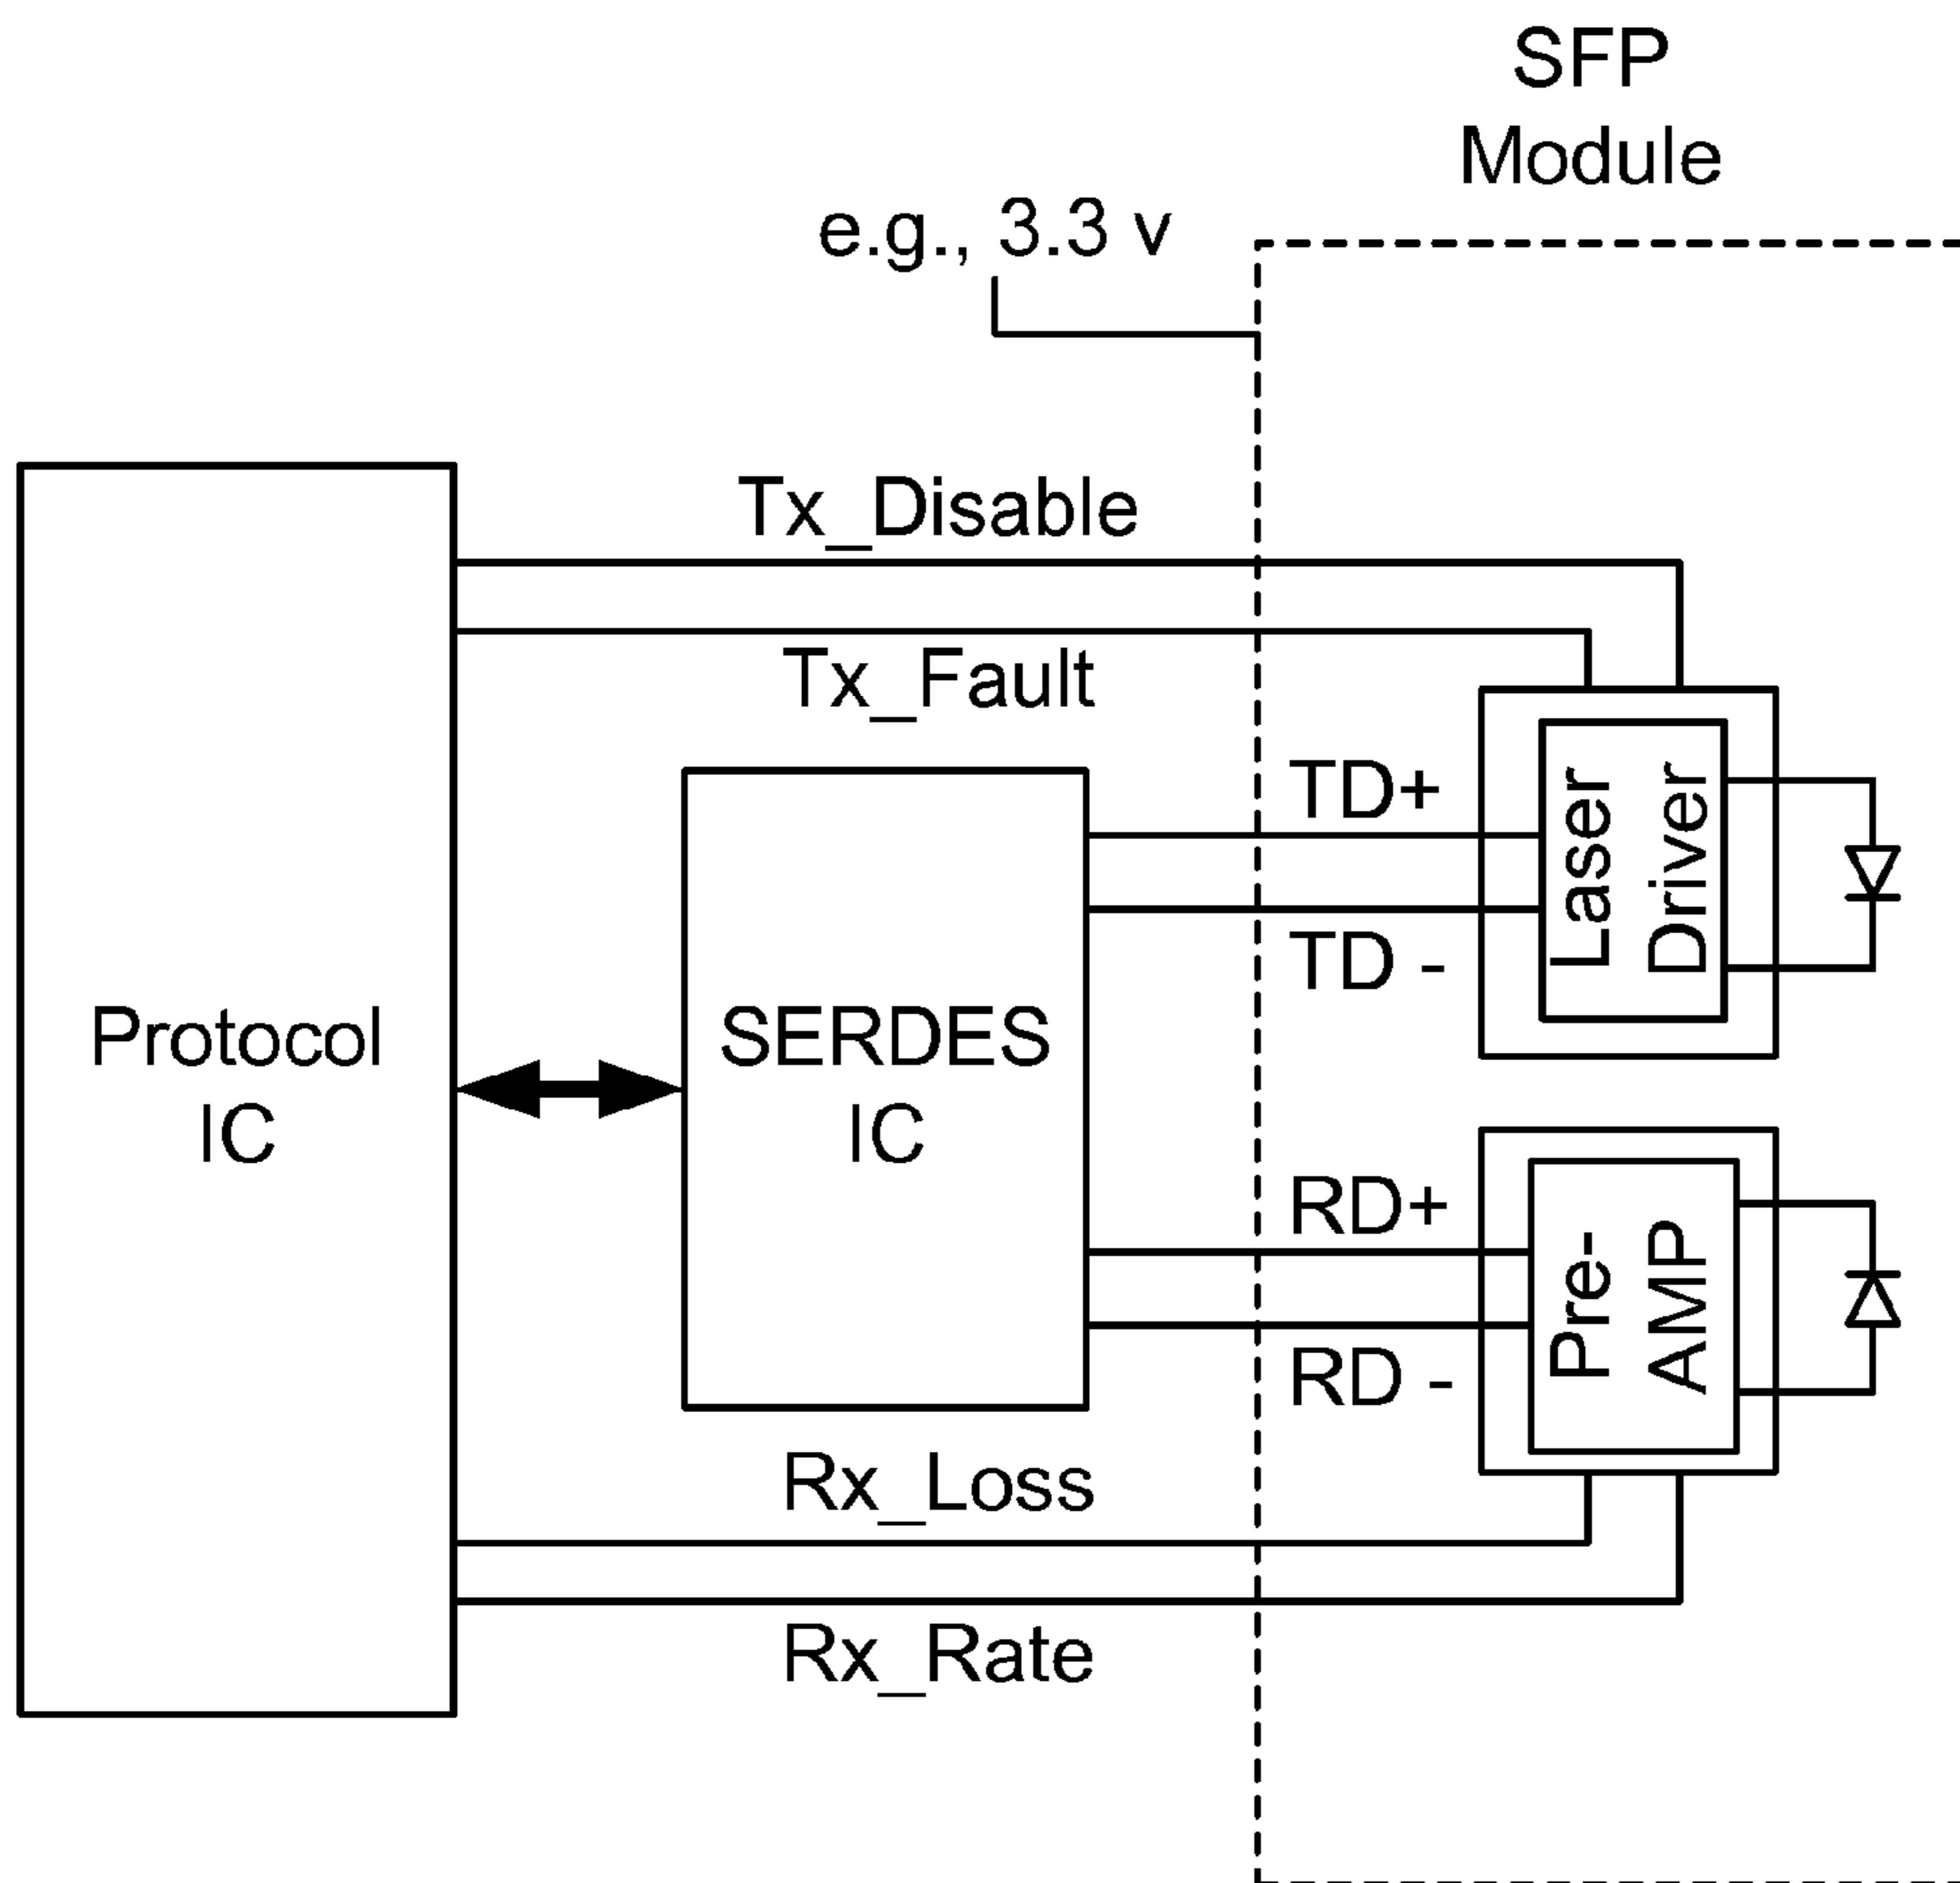 SFP
Module
e.g., 3.3 v
Tx_Disable
Tx_Fault
TD+
TD -
Laser
Driver
Protocol
IC
SERDES
IC
RD+
RD -
Pre-
AMP
Rx_Loss
Rx_Rate